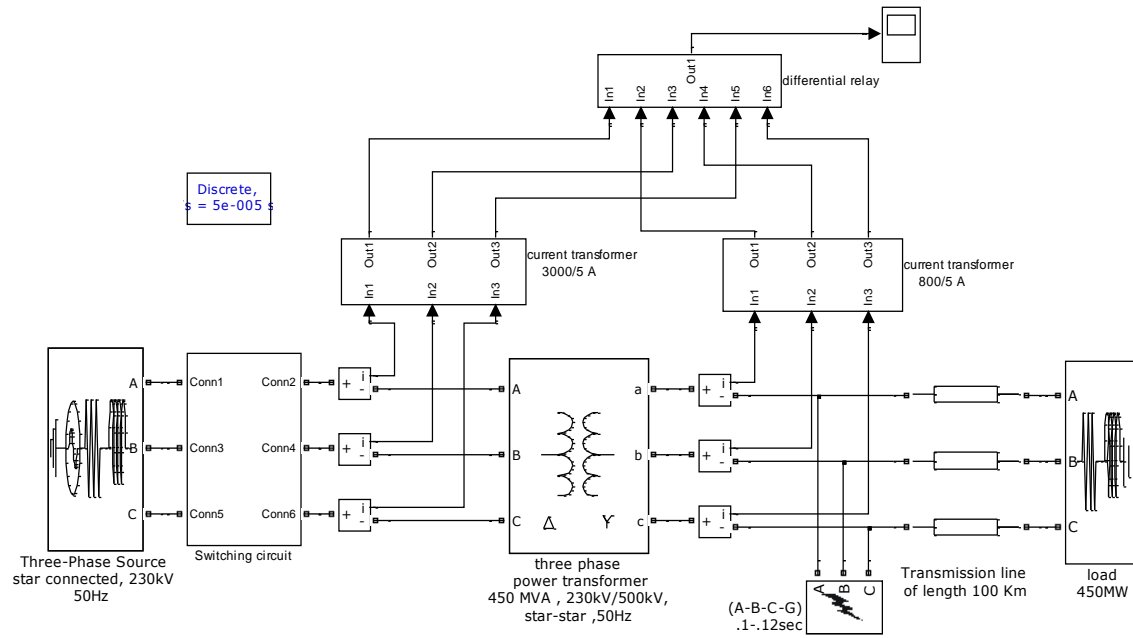 Out1
differential relay
In1
In2
In3
In4
In5
In6
Discrete,
s = 5e-005 s
Out1
Out2
Out3
current transformer
3000/5 A
In1
In2
In3
Out1
Out2
Out3
current transformer
800/5 A
In1
In2
In3
A
B
C
Conn1
Conn2
Conn3
Conn4
Conn5
Conn6
+ i -
+ i -
+ i -
A
B
C
a
b
c
+ i -
+ i -
+ i -
A
B
C
Three-Phase Source
star connected, 230kV
50Hz
Switching circuit
three phase
power transformer
450 MVA , 230kV/500kV,
star-star ,50Hz
A
B
C
(A-B-C-G)
.1-.12sec
Transmission line
of length 100 Km
load
450MW